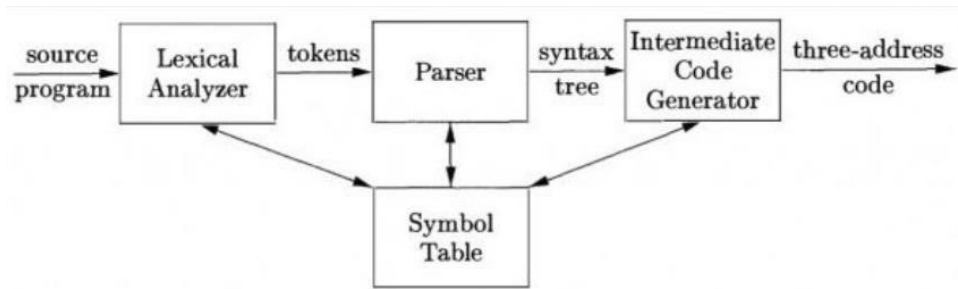 source
program
Lexical
Analyzer
tokens
Parser
syntax
tree
Intermediate
Code
Generator
three-address
code
Symbol
Table